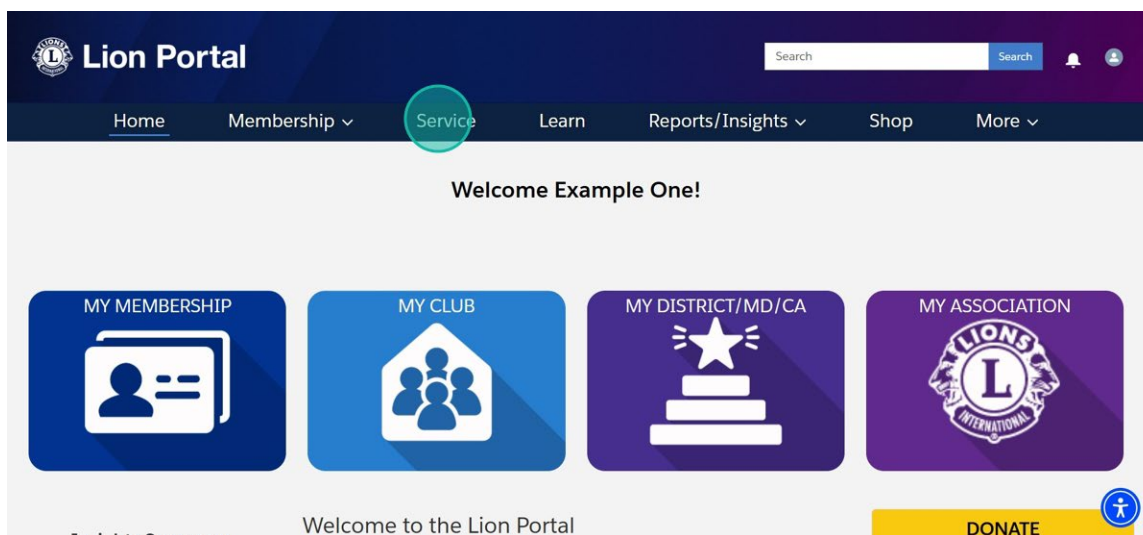 Lion Portal
Search Search
Home Membership Service Learn Reports/Insights Shop More
Welcome Example One!
MY MEMBERSHIP MY CLUB MY DISTRICT/MD/CA MY ASSOCIATION
LIONS
L
INTERNATIONAL
Welcome to the Lion Portal
DONATE